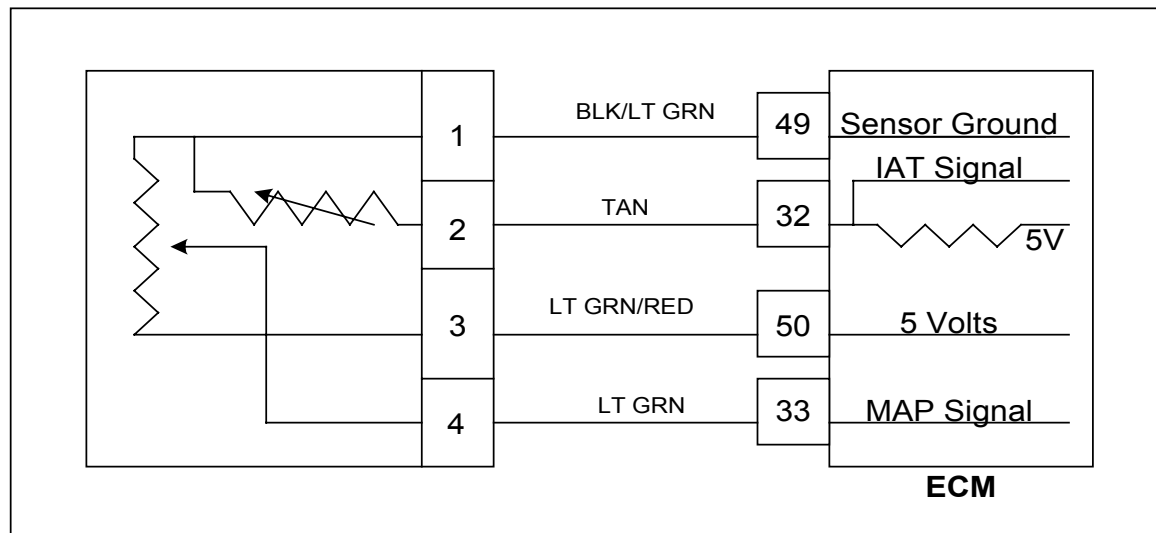 1 BLK/LT GRN 49 Sensor Ground
IAT Signal
2 TAN 32 5V
3 LT GRN/RED 50 5 Volts
4 LT GRN 33 MAP Signal
ECM